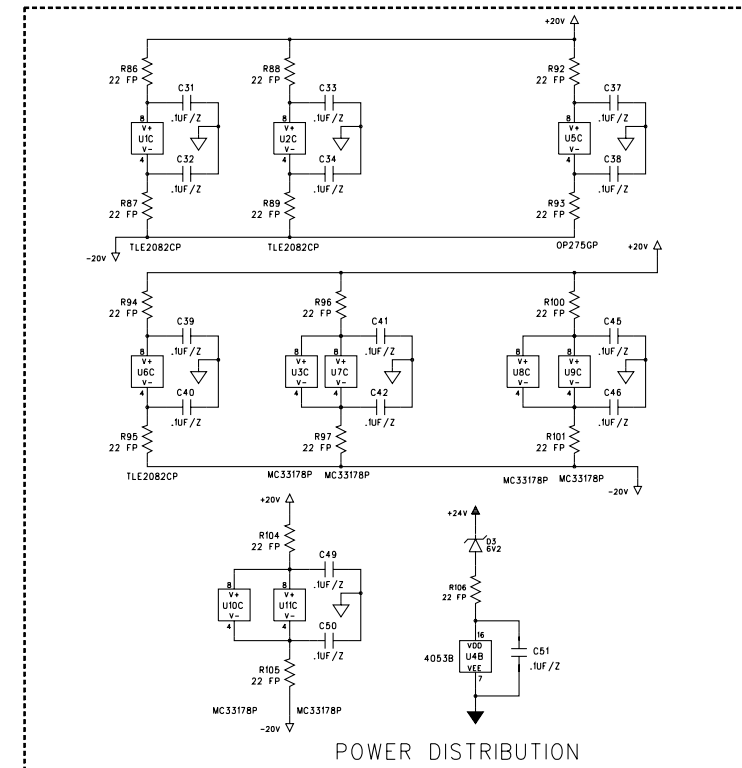 +20V
R86
22 FP
C31
.1UF/Z
8
V+
U1C
V-
4
C32
.1UF/Z
R87
22 FP
TLE2082CP
R88
22 FP
C33
.1UF/Z
8
V+
U2C
V-
4
C34
.1UF/Z
R89
22 FP
TLE2082CP
R92
22 FP
C37
.1UF/Z
8
V+
U5C
V-
4
C38
.1UF/Z
R93
22 FP
OP275GP
-20V
+20V
R94
22 FP
C39
.1UF/Z
8
V+
U6C
V-
4
C40
.1UF/Z
R95
22 FP
TLE2082CP
R96
22 FP
C41
.1UF/Z
8
V+
U3C
V-
4
8
V+
U7C
V-
4
C42
.1UF/Z
R97
22 FP
MC33178P MC33178P
R100
22 FP
C45
.1UF/Z
8
V+
U8C
V-
4
8
V+
U9C
V-
4
C46
.1UF/Z
R101
22 FP
MC33178P MC33178P
-20V
+20V
R104
22 FP
C49
.1UF/Z
8
V+
U10C
V-
4
8
V+
U11C
V-
4
C50
.1UF/Z
R105
22 FP
MC33178P MC33178P
-20V
+24V
D3
6V2
R106
22 FP
16
VDD
4053B U4B
VEE
7
C51
.1UF/Z
POWER DISTRIBUTION